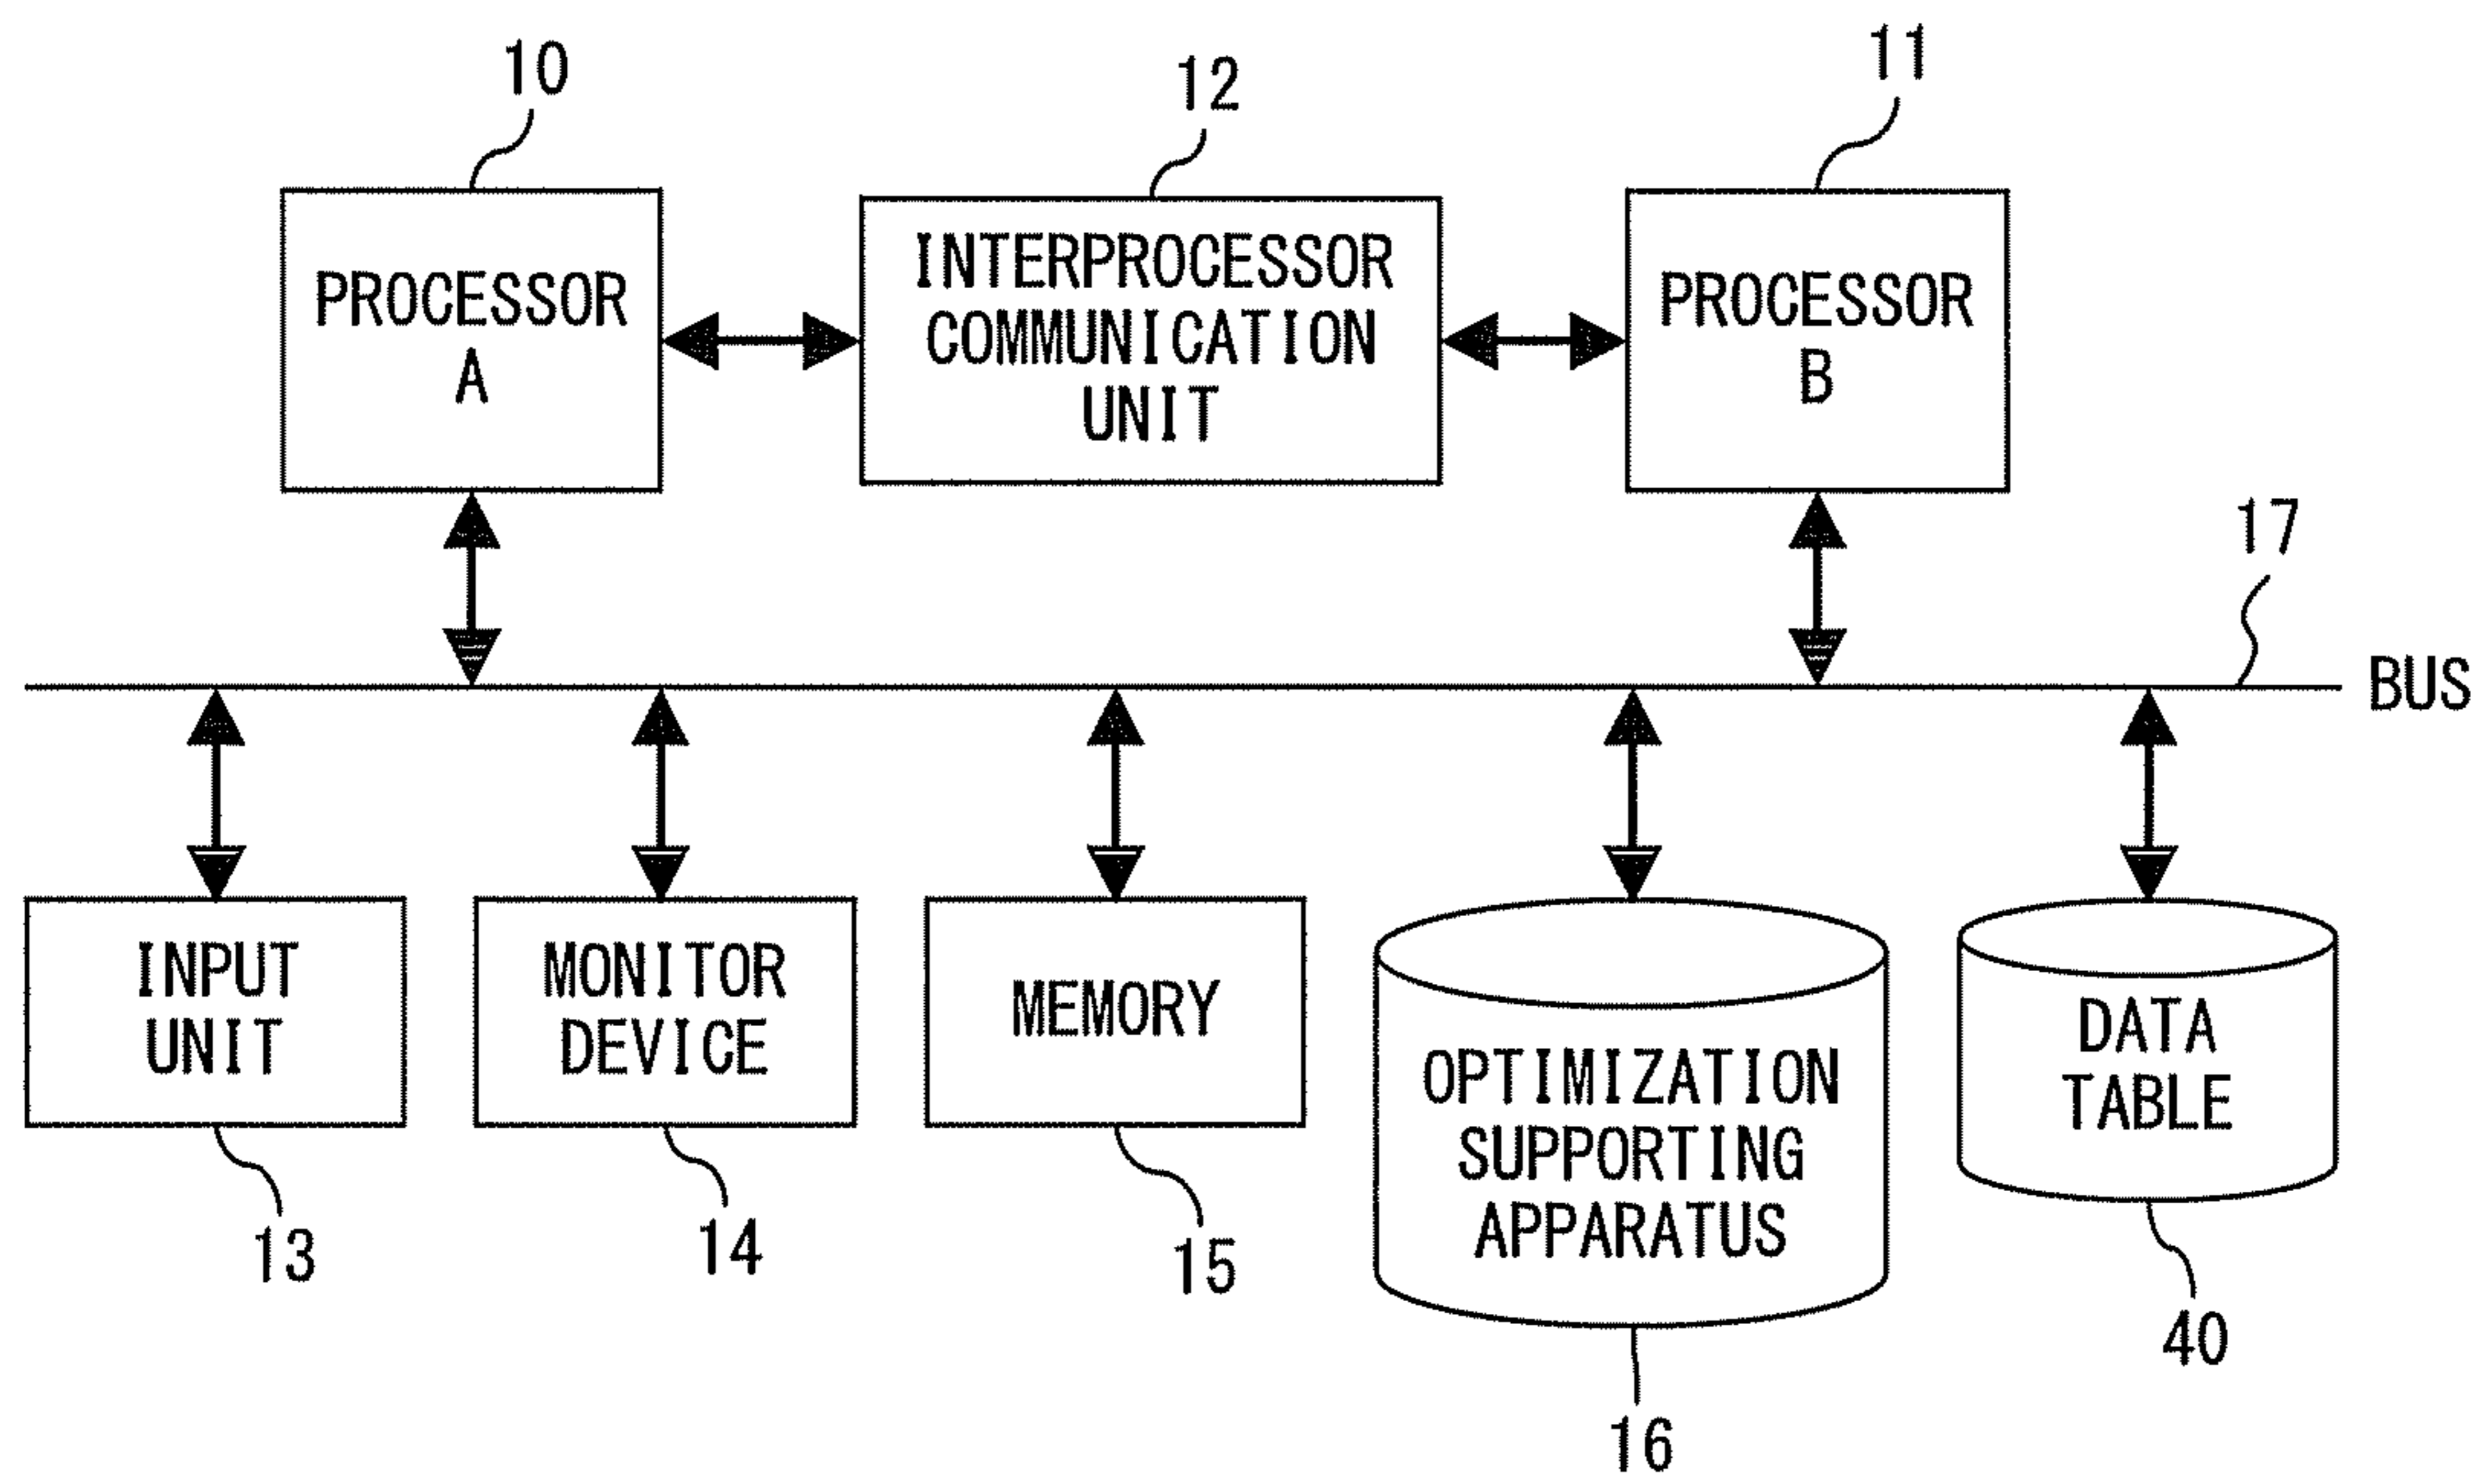 10
12
11
PROCESSOR
A
INTERPROCESSOR
COMMUNICATION
UNIT
PROCESSOR
B
17
BUS
INPUT
UNIT
MONITOR
DEVICE
MEMORY
OPTIMIZATION
SUPPORTING
APPARATUS
DATA
TABLE
13
14
15
16
40